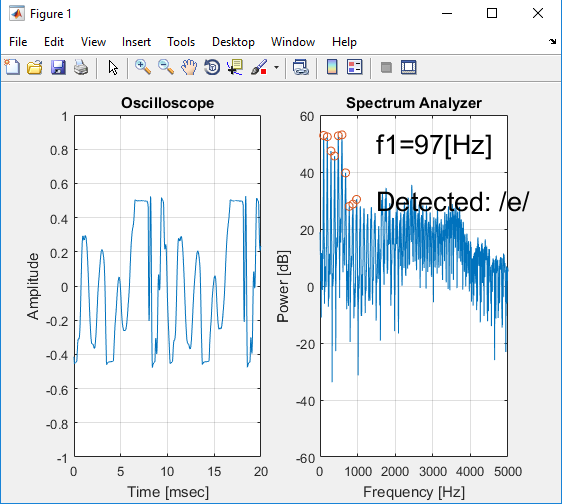 Figure 1
File Edit View Insert Tools Desktop Window Help
Oscilloscope
1
0.8
0.6
0.4
0.2
0
-0.2
-0.4
-0.6
-0.8
-1
Amplitude
0 5 10 15 20
Time [msec]
Spectrum Analyzer
60
40
20
0
-20
-40
-60
Power [dB]
f1=97[Hz]
Detected: /e/
0 1000 2000 3000 4000 5000
Frequency [Hz]